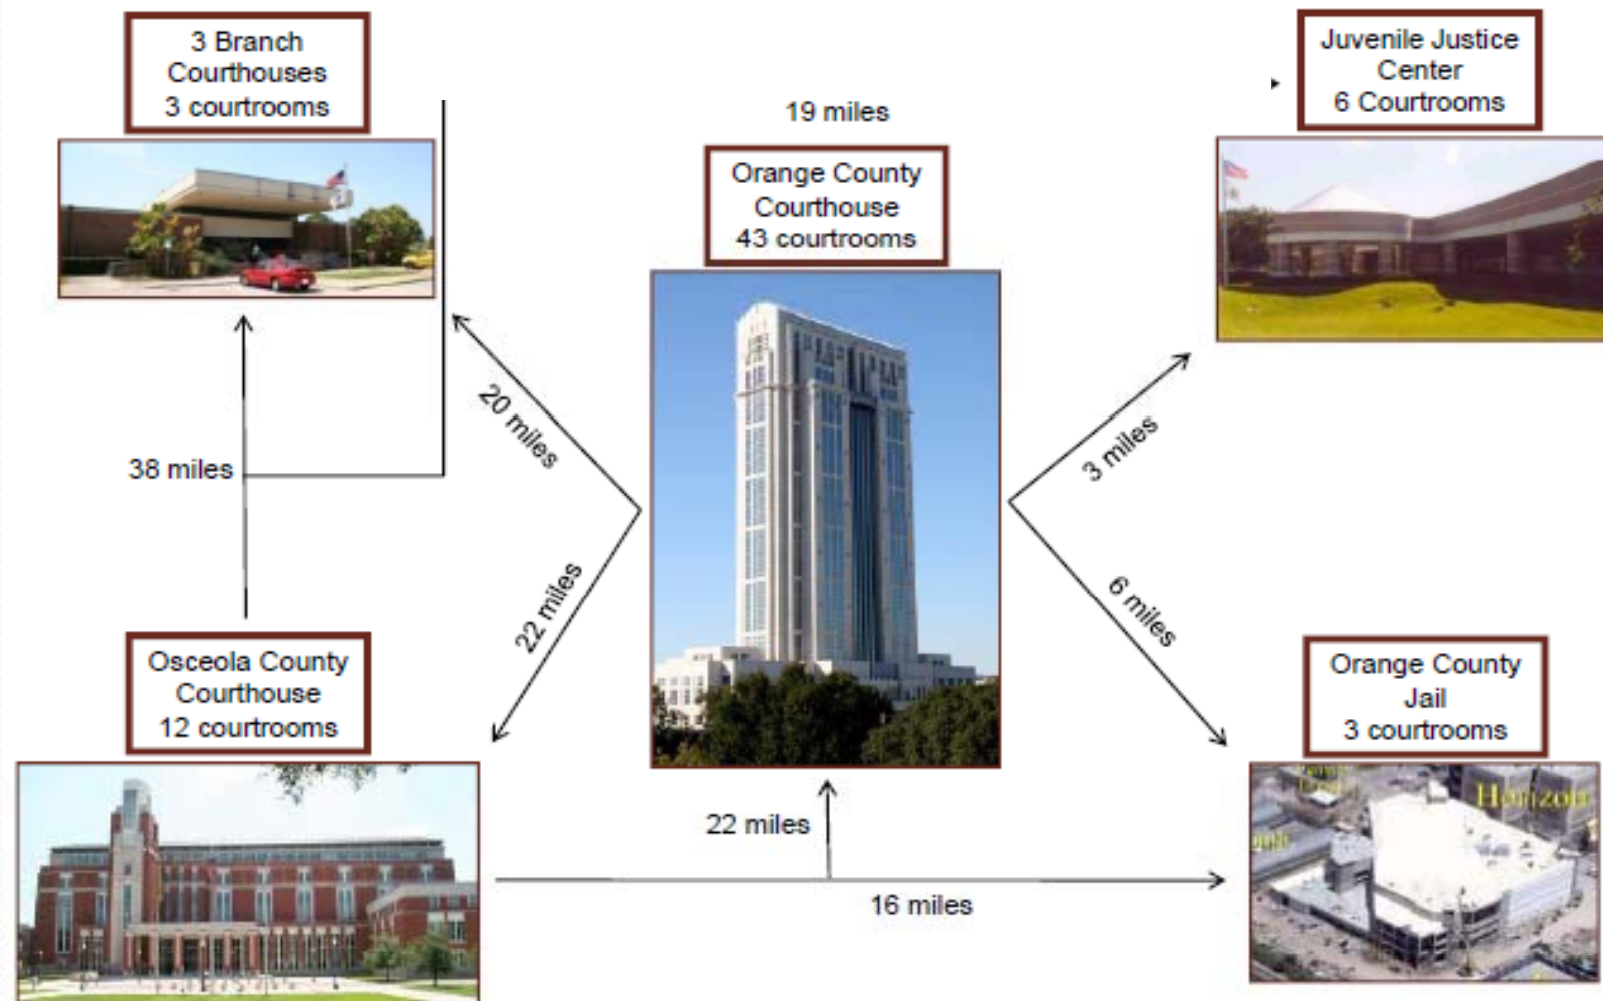 3 Branch
Courthouses
3 courtrooms
Juvenile Justice
Center
6 Courtrooms
19 miles
Orange County
Courthouse
43 courtrooms
20 miles
3 miles
38 miles
22 miles
6 miles
Osceola County
Courthouse
12 courtrooms
Orange County
Jail
3 courtrooms
22 miles
16 miles
Horizon